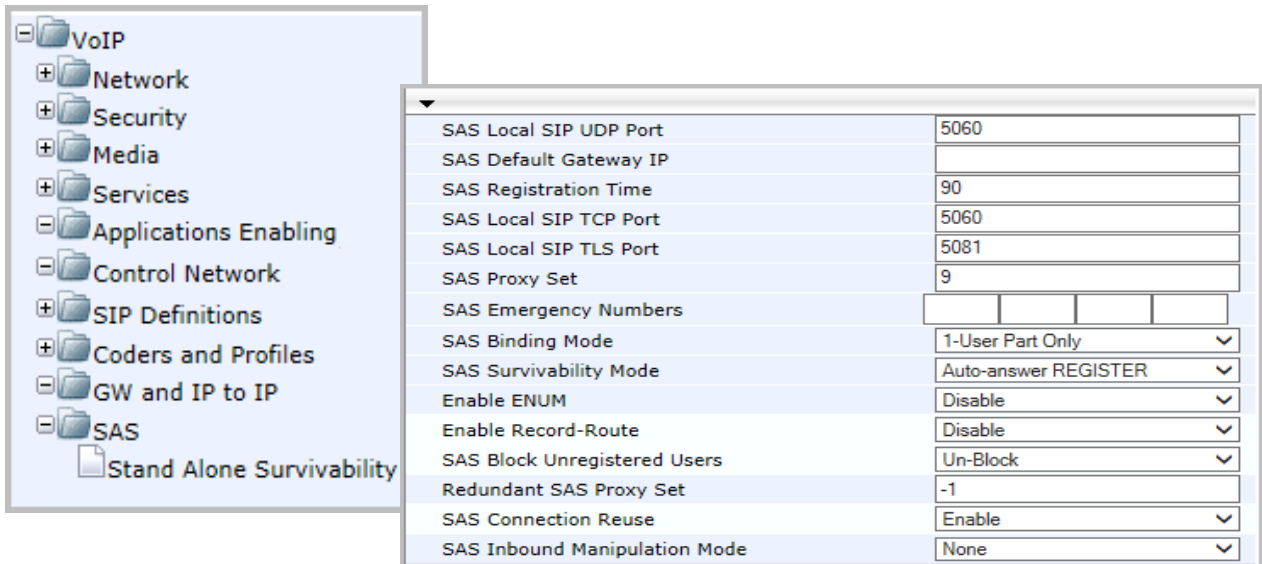 VoIP
Network
Security
Media
Services
Applications Enabling
Control Network
SIP Definitions
Coders and Profiles
GW and IP to IP
SAS
Stand Alone Survivability
SAS Local SIP UDP Port 5060
SAS Default Gateway IP
SAS Registration Time 90
SAS Local SIP TCP Port 5060
SAS Local SIP TLS Port 5081
SAS Proxy Set 9
SAS Emergency Numbers
SAS Binding Mode 1-User Part Only
SAS Survivability Mode Auto-answer REGISTER
Enable ENUM Disable
Enable Record-Route Disable
SAS Block Unregistered Users Un-Block
Redundant SAS Proxy Set -1
SAS Connection Reuse Enable
SAS Inbound Manipulation Mode None